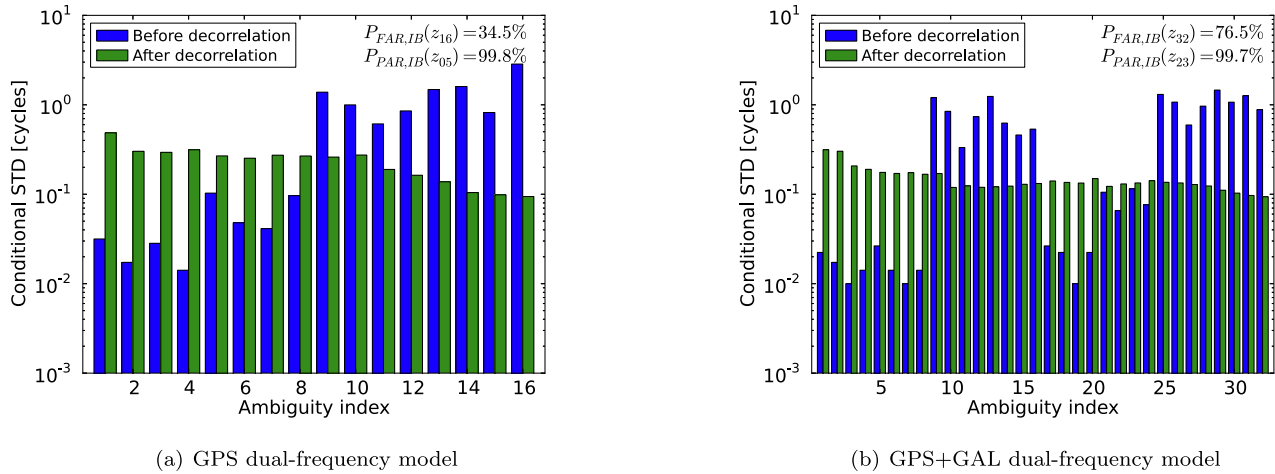 Before decorrelation
After decorrelation
P_{FAR,IB}(z_{16})=34.5%
P_{PAR,IB}(z_{05})=99.8%
Conditional STD [cycles]
10^1
10^0
10^{-1}
10^{-2}
10^{-3}
2 4 6 8 10 12 14 16
Ambiguity index
(a) GPS dual-frequency model
Before decorrelation
After decorrelation
P_{FAR,IB}(z_{32})=76.5%
P_{PAR,IB}(z_{23})=99.7%
Conditional STD [cycles]
10^1
10^0
10^{-1}
10^{-2}
10^{-3}
5 10 15 20 25 30
Ambiguity index
(b) GPS+GAL dual-frequency model